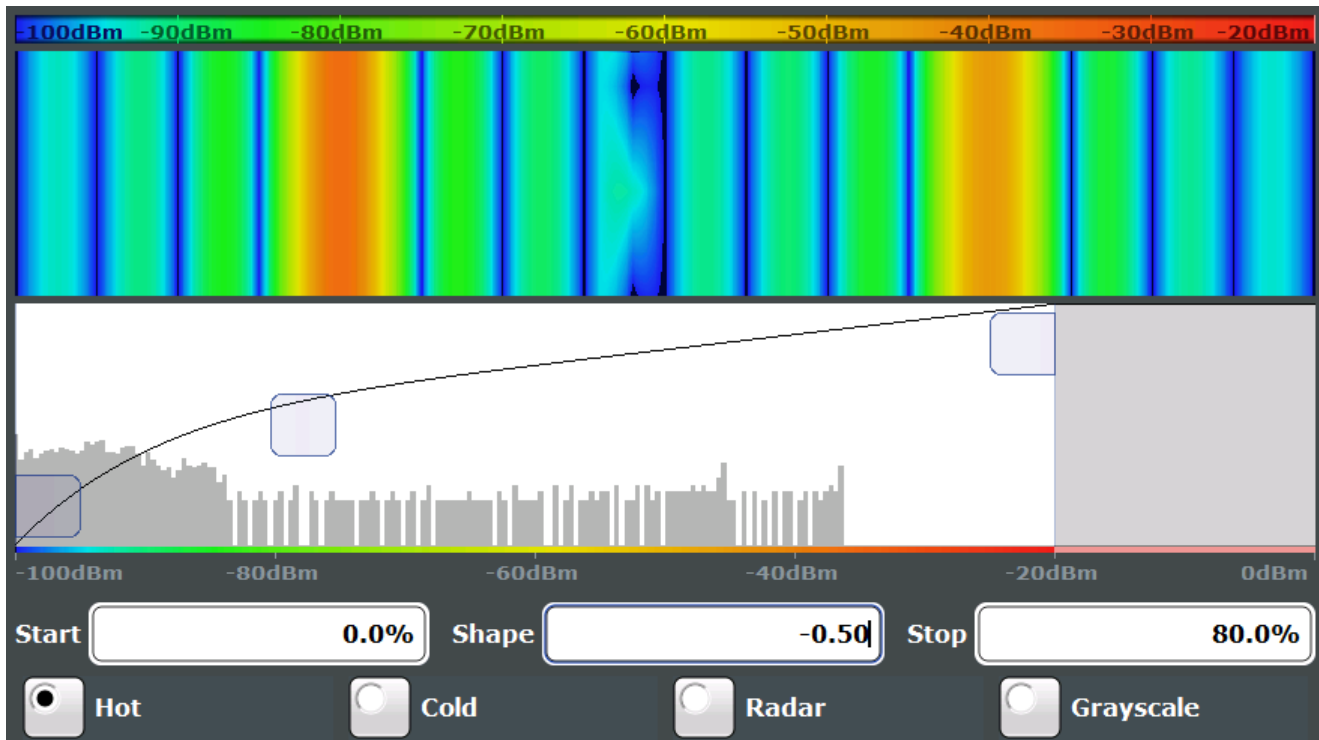 -100dBm -90dBm -80dBm -70dBm -60dBm -50dBm -40dBm -30dBm -20dBm
-100dBm -80dBm -60dBm -40dBm -20dBm 0dBm
Start 0.0% Shape -0.50 Stop 80.0%
Hot Cold Radar Grayscale